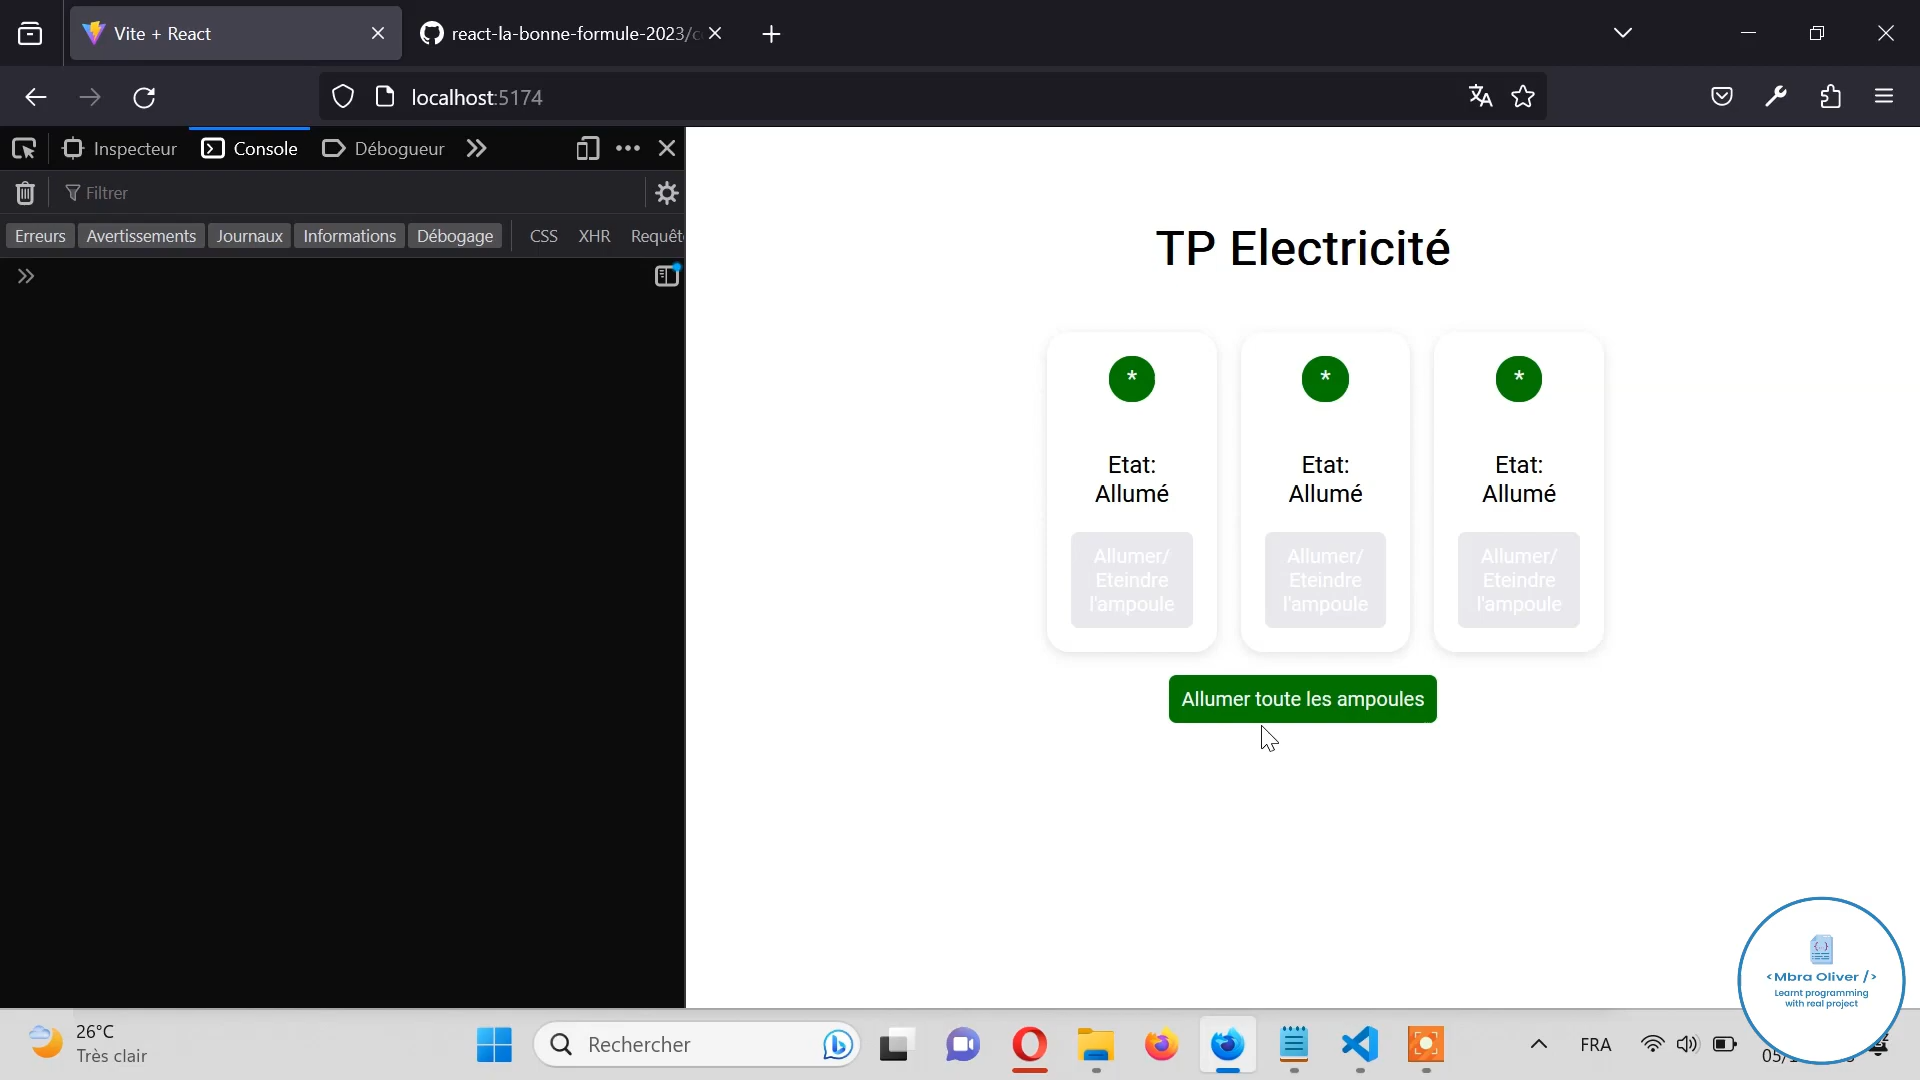 Vite + React
react-la-bonne-formule-2023/
localhost:5174
Inspecteur
Console
Débogueur
Filtrer
Erreurs
Avertissements
Journaux
Informations
Débogage
CSS
XHR
Requêt
TP Electricité
*
*
*
Etat:
Allumé
Etat:
Allumé
Etat:
Allumé
Allumer/
Eteindre
l'ampoule
Allumer/
Eteindre
l'ampoule
Allumer/
Eteindre
l'ampoule
Allumer toute les ampoules
{..}
<Mbra Oliver />
Learnt programming
with real project
26°C
Très clair
Rechercher
FRA
05/